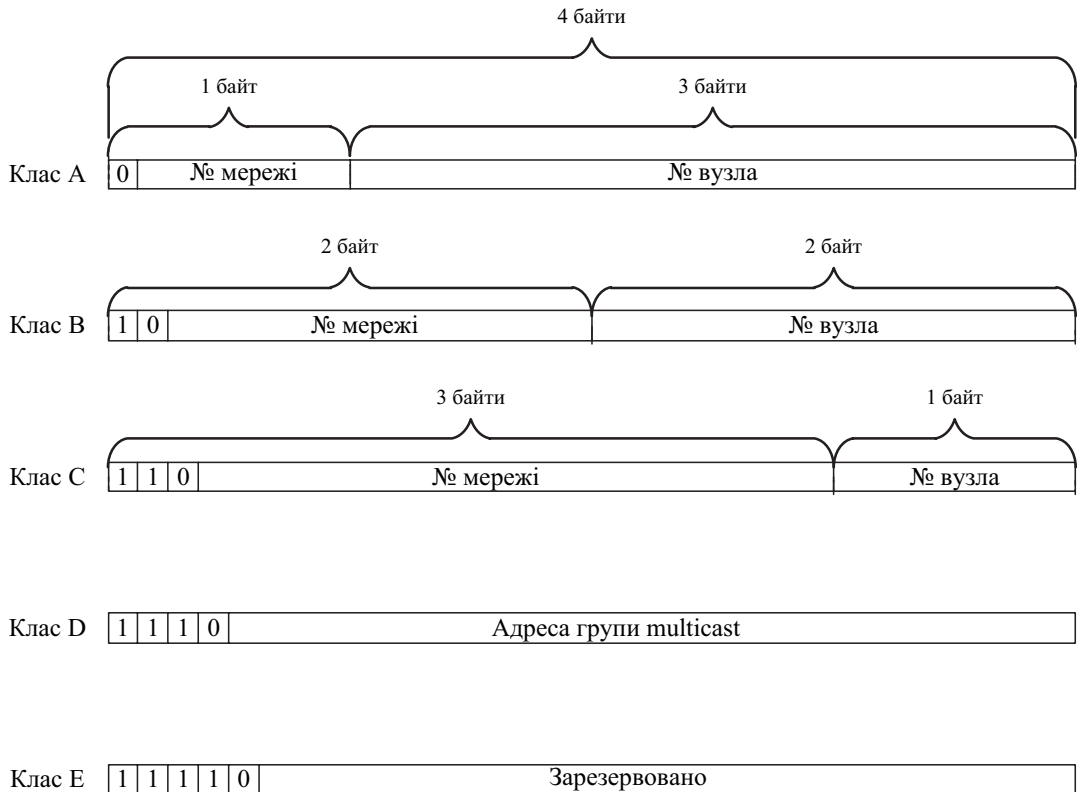 4 байти
1 байт 3 байти
Клас A 0 № мережі № вузла
2 байт 2 байт
Клас B 1 0 № мережі № вузла
3 байти 1 байт
Клас C 1 1 0 № мережі № вузла
Клас D 1 1 1 0 Адреса групи multicast
Клас E 1 1 1 1 0 Зарезервовано